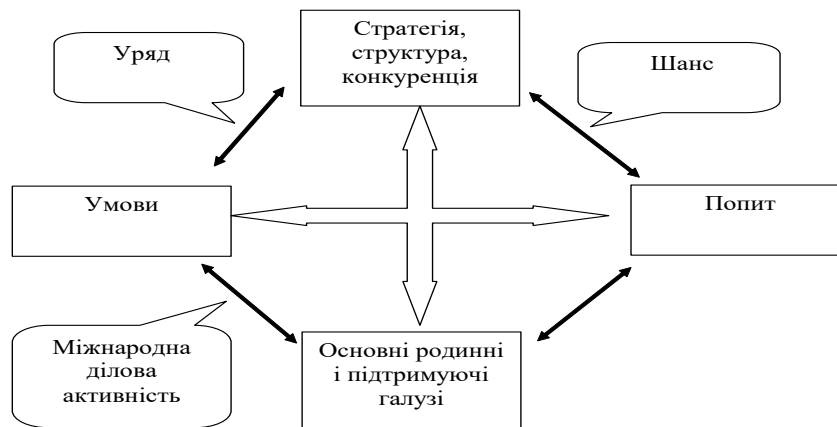 Уряд
Стратегія,
структура,
конкуренція
Шанс
Умови
Попит
Міжнародна
ділова
активність
Основні родинні
і підтримуючі
галузі